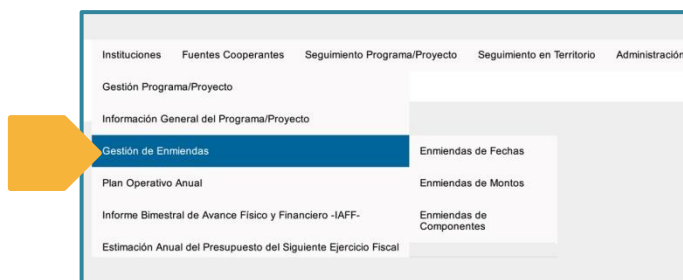 Instituciones Fuentes Cooperantes Seguimiento Programa/Proyecto Seguimiento en Territorio Administración
Gestión Programa/Proyecto
Información General del Programa/Proyecto
Gestión de Enmiendas
Enmiendas de Fechas
Plan Operativo Anual
Enmiendas de Montos
Informe Bimestral de Avance Físico y Financiero -IAFF-
Enmiendas de
Componentes
Estimación Anual del Presupuesto del Siguiente Ejercicio Fiscal